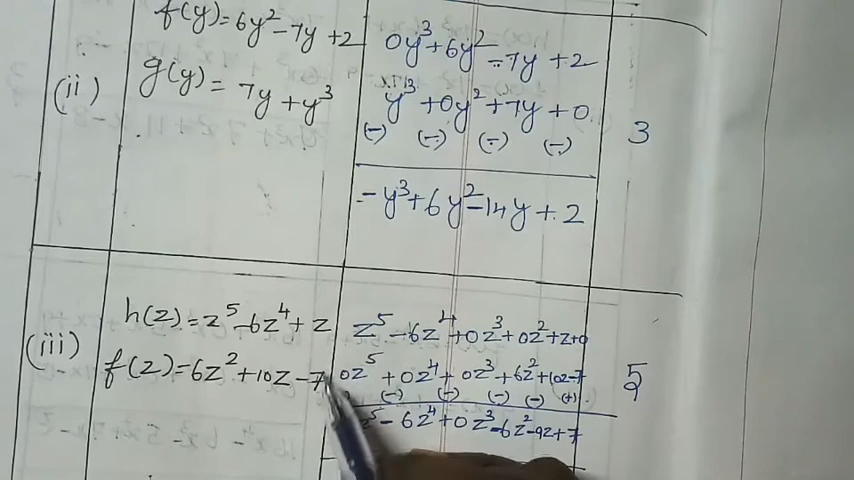 f(y)=6y²-7y+2
0y³+6y²-7y+2
(ii)
g(y)=7y+y³
y³+0y²+7y+0
(-) (-) (-) (-)
3
-y³+6y²-14y+2
h(z)=z⁵-6z⁴+z
z⁵-6z⁴+0z³+0z²+z+0
(iii)
f(z)=6z²+10z-7
0z⁵+0z⁴+0z³+6z²+10z-7
5
(-) (-) (-) (-) (+)
z⁵-6z⁴+0z³-6z²-9z+7